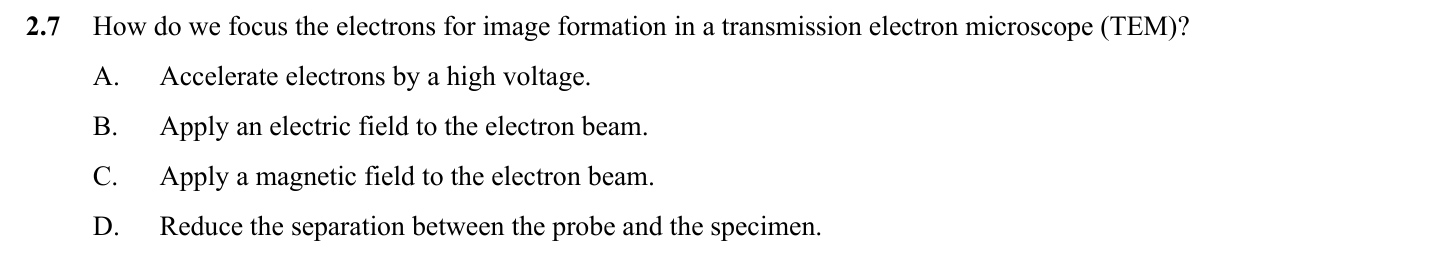 2.7 How do we focus the electrons for image formation in a transmission electron microscope (TEM)?
A. Accelerate electrons by a high voltage.
B. Apply an electric field to the electron beam.
C. Apply a magnetic field to the electron beam.
D. Reduce the separation between the probe and the specimen.